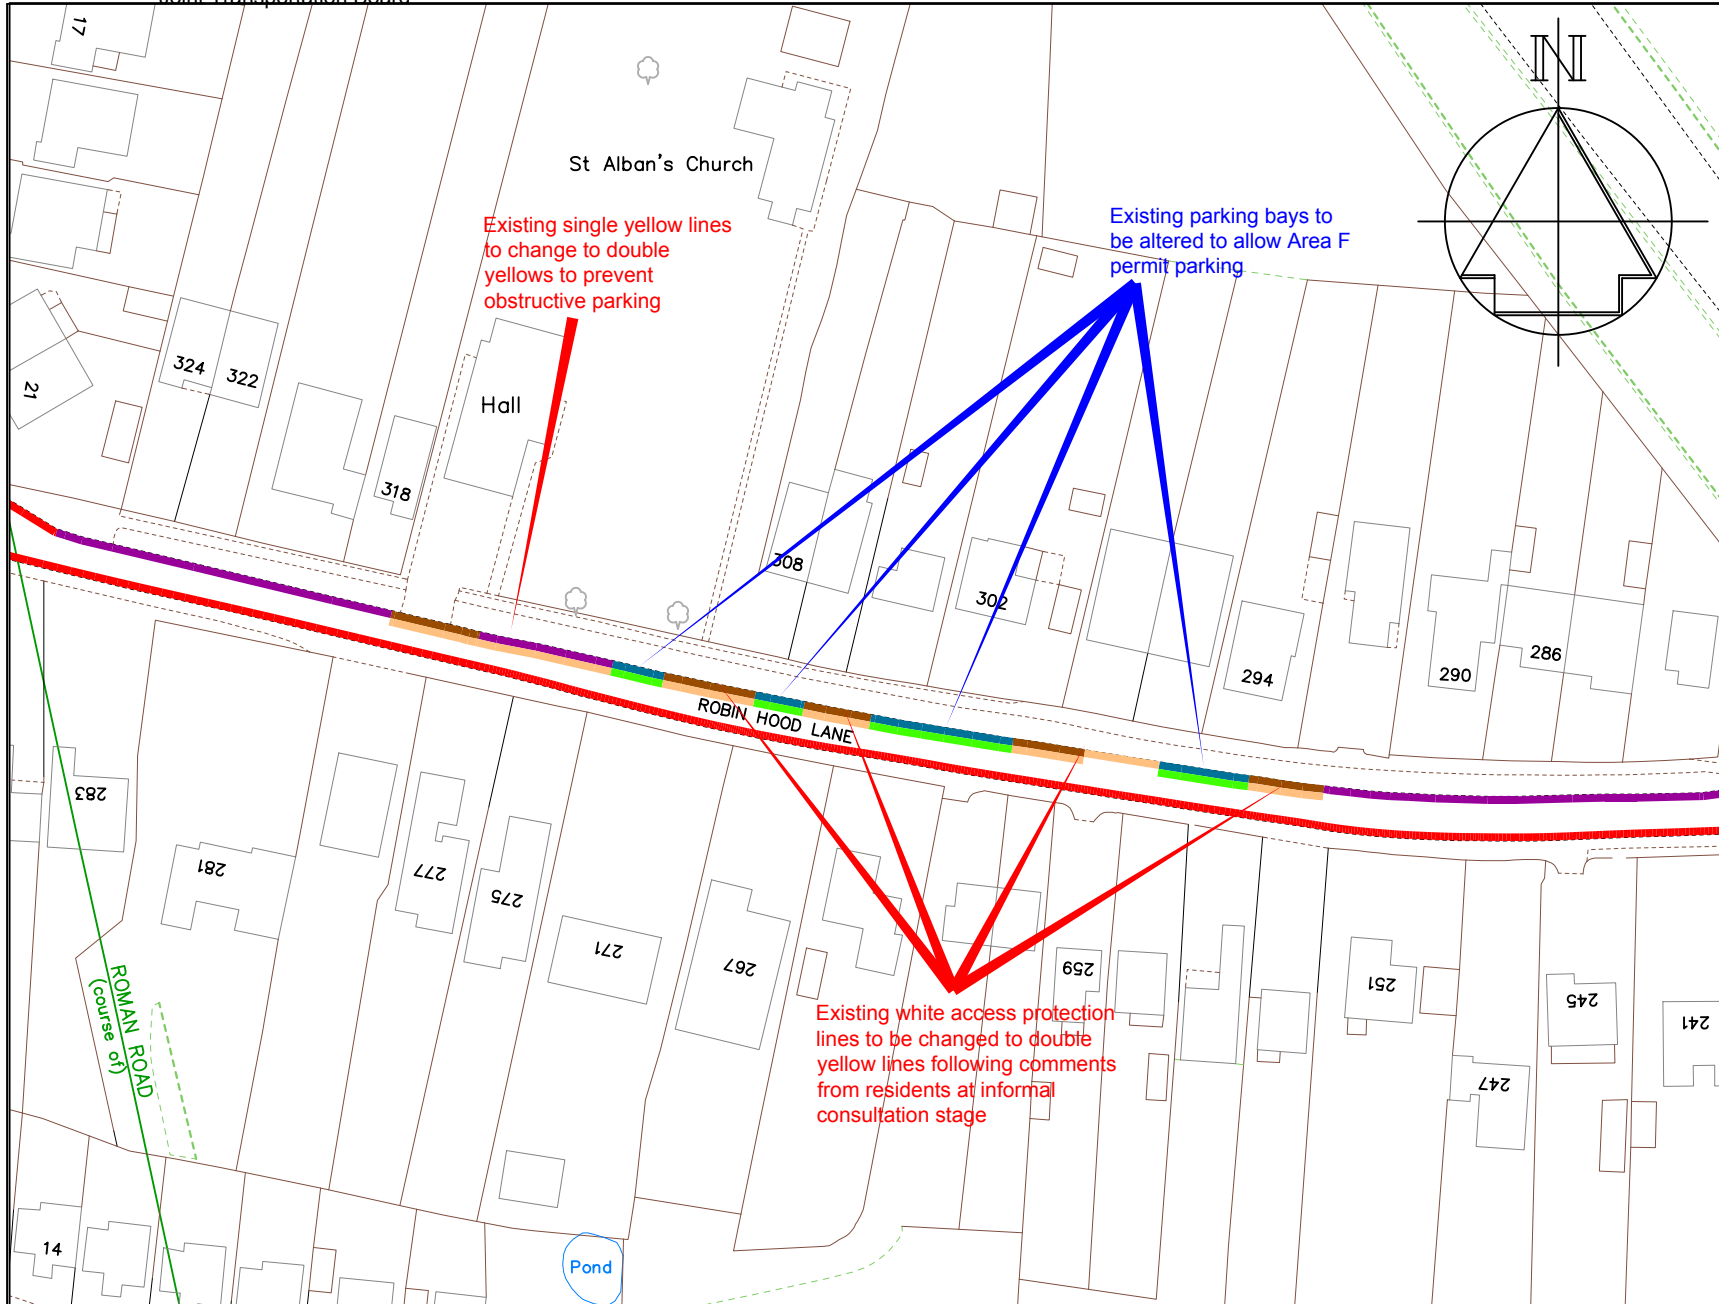 Joint Transportation Board
17
N
St Alban's Church
Existing single yellow lines
to change to double
yellows to prevent
obstructive parking
Existing parking bays to
be altered to allow Area F
permit parking
324
322
21
Hall
318
308
302
294
290
286
ROBIN HOOD LANE
283
281
277
275
271
267
259
251
245
241
247
ROMAN ROAD
(course of)
Existing white access protection
lines to be changed to double
yellow lines following comments
from residents at informal
consultation stage
14
Pond